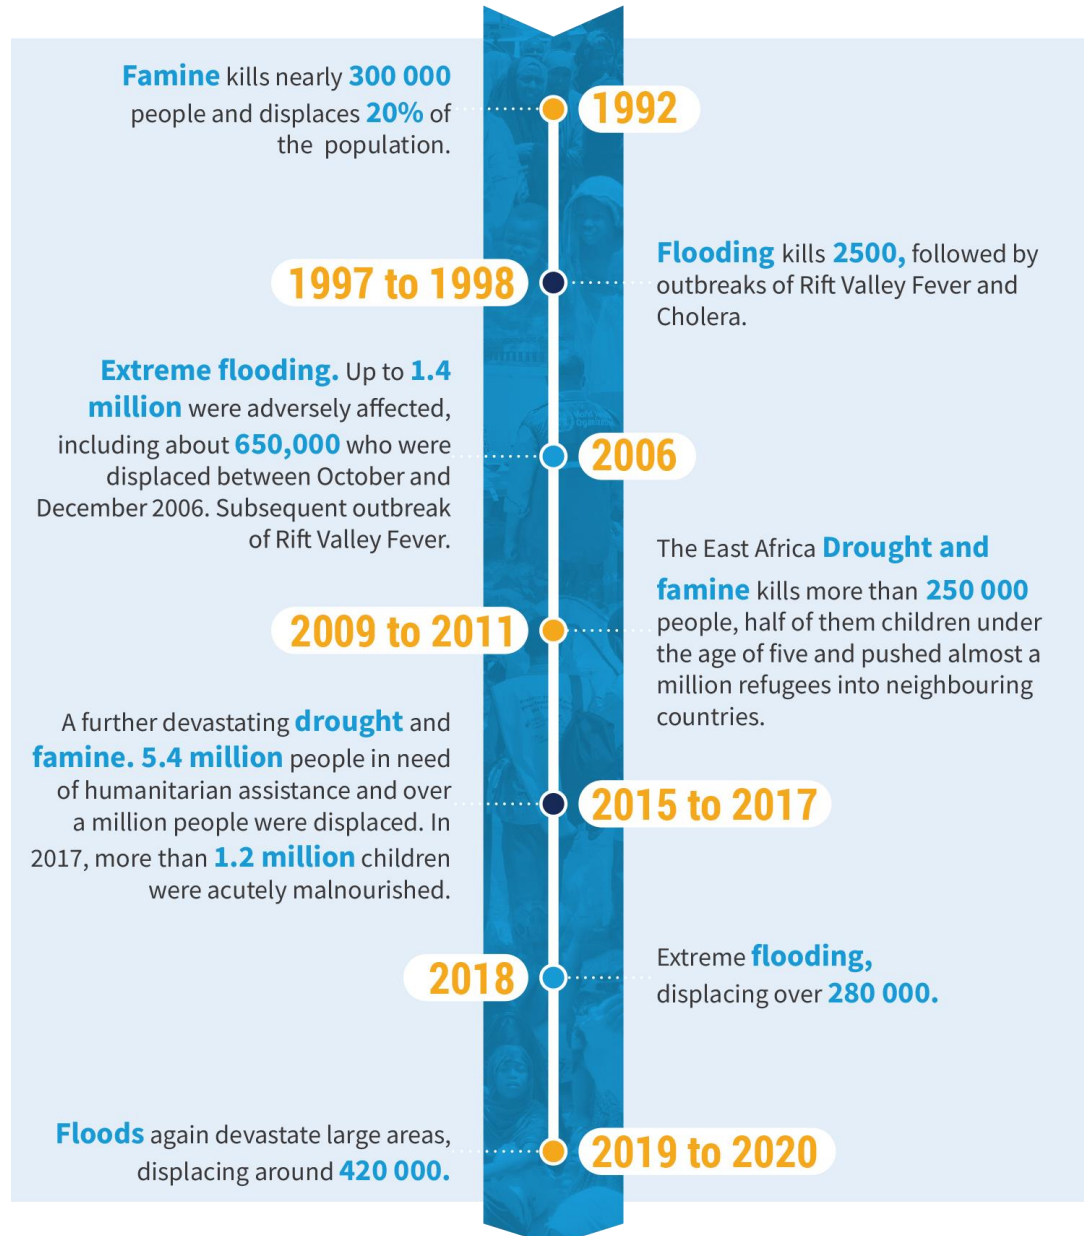 Famine kills nearly 300 000
people and displaces 20% of
the population.
1992
1997 to 1998
Flooding kills 2500, followed by
outbreaks of Rift Valley Fever and
Cholera.
Extreme flooding. Up to 1.4
million were adversely affected,
including about 650,000 who were
displaced between October and
December 2006. Subsequent outbreak
of Rift Valley Fever.
2006
2009 to 2011
The East Africa Drought and
famine kills more than 250 000
people, half of them children under
the age of five and pushed almost a
million refugees into neighbouring
countries.
A further devastating drought and
famine. 5.4 million people in need
of humanitarian assistance and over
a million people were displaced. In
2017, more than 1.2 million children
were acutely malnourished.
2015 to 2017
2018
Extreme flooding,
displacing over 280 000.
Floods again devastate large areas,
displacing around 420 000.
2019 to 2020